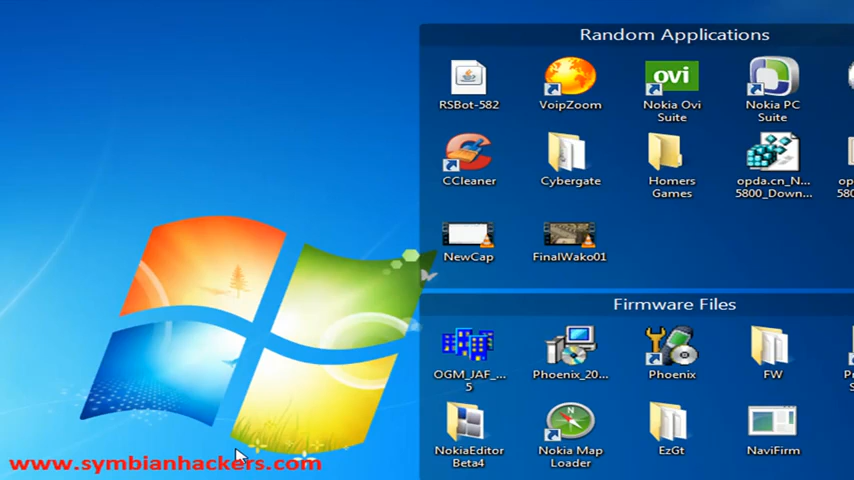 Random Applications
ovi
RSBot-582
VoipZoom
Nokia Ovi
Suite
Nokia PC
Suite
CCleaner
Cybergate
Homers
Games
opda.cn_N...
5800_Down...
NewCap
FinalWako01
Firmware Files
OGM_JAF_...
5
Phoenix_20...
Phoenix
FW
NokiaEditor
Beta4
Nokia Map
Loader
EzGt
NaviFirm
www.symbianhackers.com